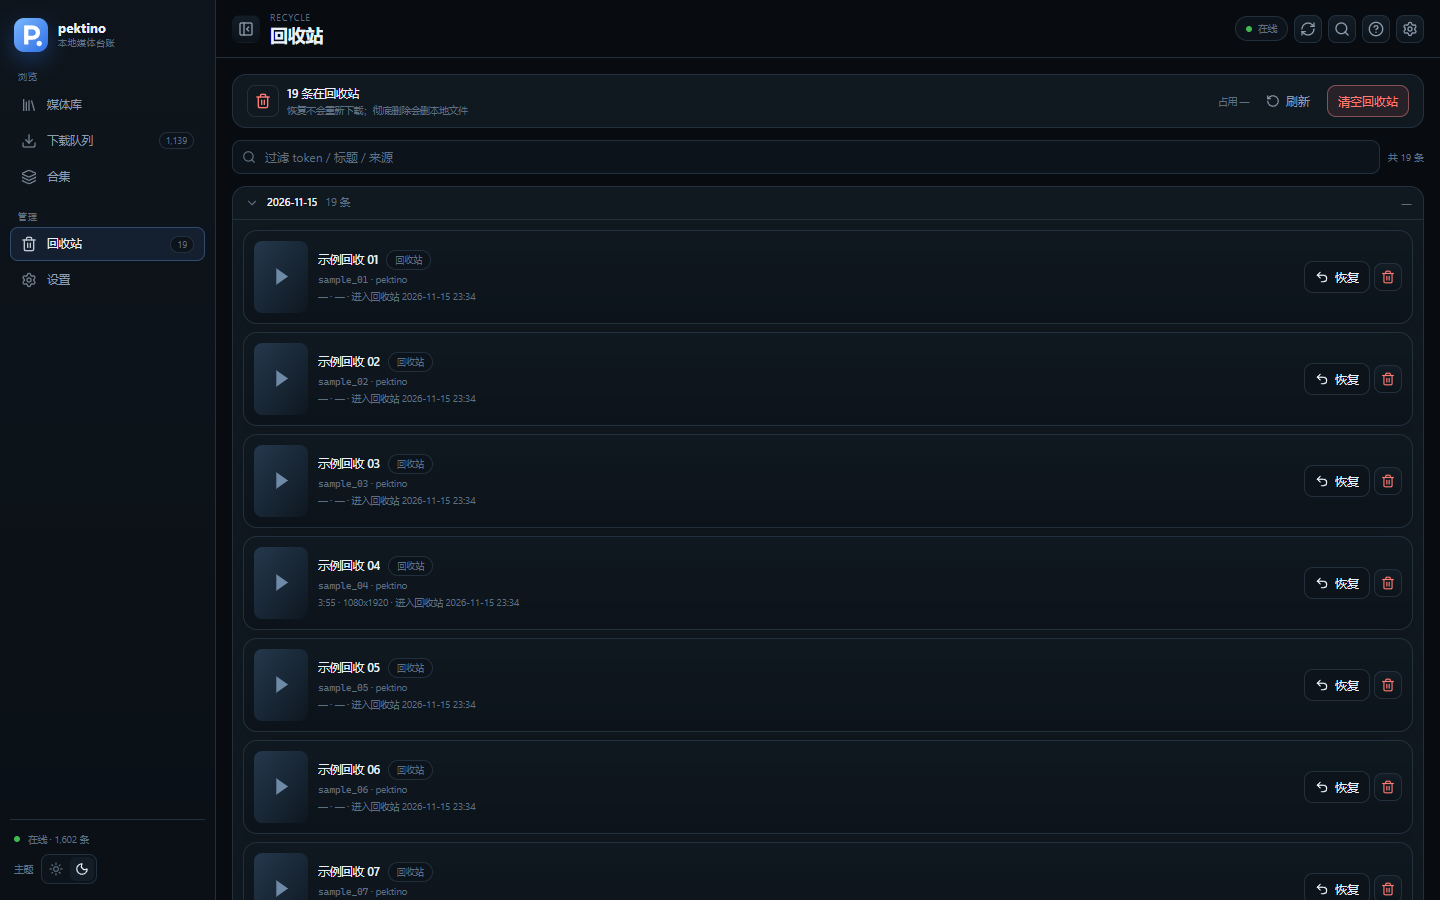 pektino
本地媒体台账
浏览
媒体库
下载队列 1,139
合集
管理
回收站 19
设置
在线 · 1,602 条
主题
RECYCLE
回收站
在线
19 条在回收站
恢复不会重新下载；彻底删除会删本地文件
占用 —
刷新
清空回收站
过滤 token / 标题 / 来源
共 19 条
2026-11-15 19 条
示例回收 01 回收站
sample_01 · pektino
— · — · 进入回收站 2026-11-15 23:34
恢复
示例回收 02 回收站
sample_02 · pektino
— · — · 进入回收站 2026-11-15 23:34
恢复
示例回收 03 回收站
sample_03 · pektino
— · — · 进入回收站 2026-11-15 23:34
恢复
示例回收 04 回收站
sample_04 · pektino
3:55 · 1080x1920 · 进入回收站 2026-11-15 23:34
恢复
示例回收 05 回收站
sample_05 · pektino
— · — · 进入回收站 2026-11-15 23:34
恢复
示例回收 06 回收站
sample_06 · pektino
— · — · 进入回收站 2026-11-15 23:34
恢复
示例回收 07 回收站
sample_07 · pektino
恢复